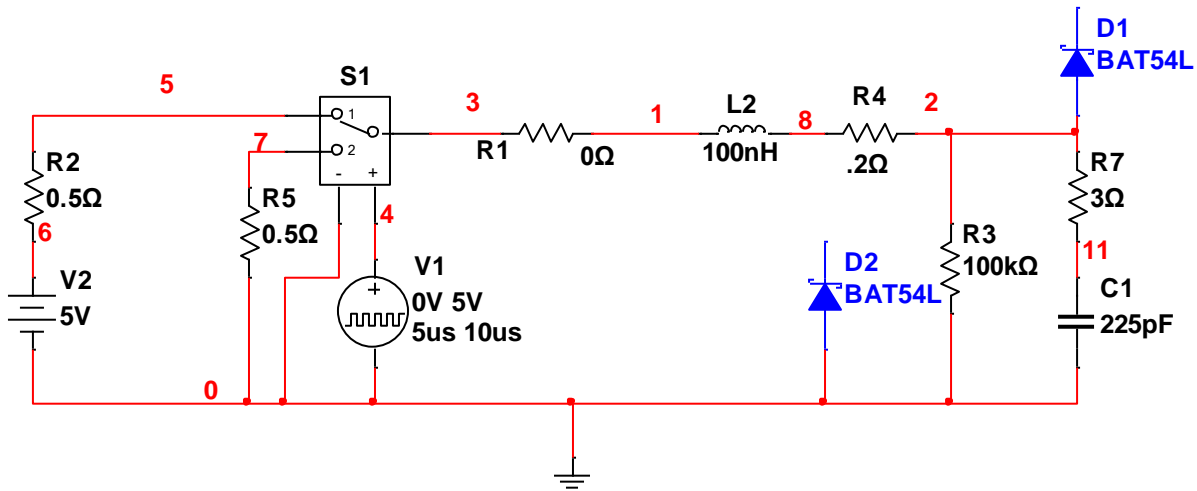 D1
BAT54L
5
S1
3
1
L2
100nH
8
R4
.2Ω
2
1
2
- +
7
R1
0Ω
R2
0.5Ω
R5
0.5Ω
4
6
R7
3Ω
R3
100kΩ
11
V2
5V
V1
0V 5V
5us 10us
D2
BAT54L
C1
225pF
0